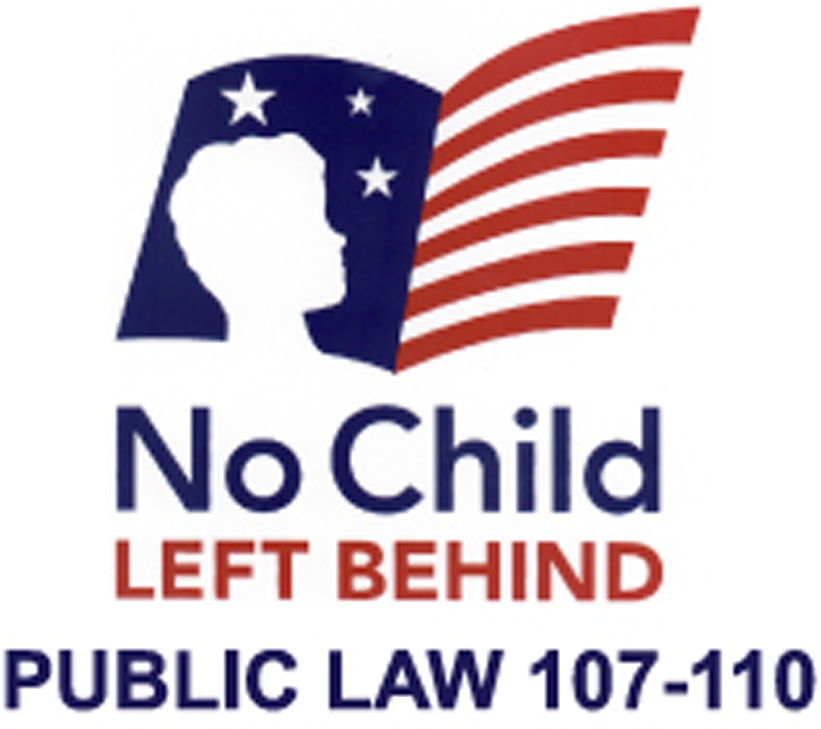 No Child
LEFT BEHIND
PUBLIC LAW 107-110